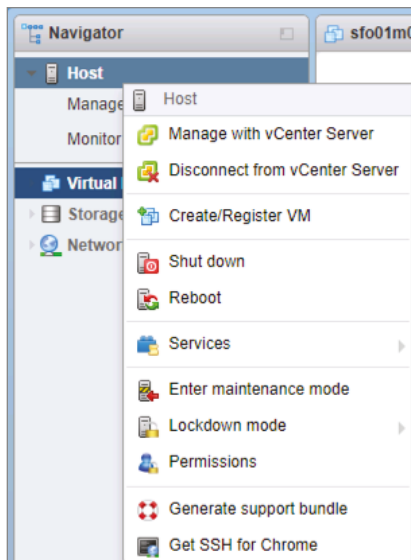 Navigator
sfo01m0
Host
Manage
Host
Monitor
Manage with vCenter Server
Disconnect from vCenter Server
Virtual
Create/Register VM
Storage
Networ
Shut down
Reboot
Services
Enter maintenance mode
Lockdown mode
Permissions
Generate support bundle
Get SSH for Chrome